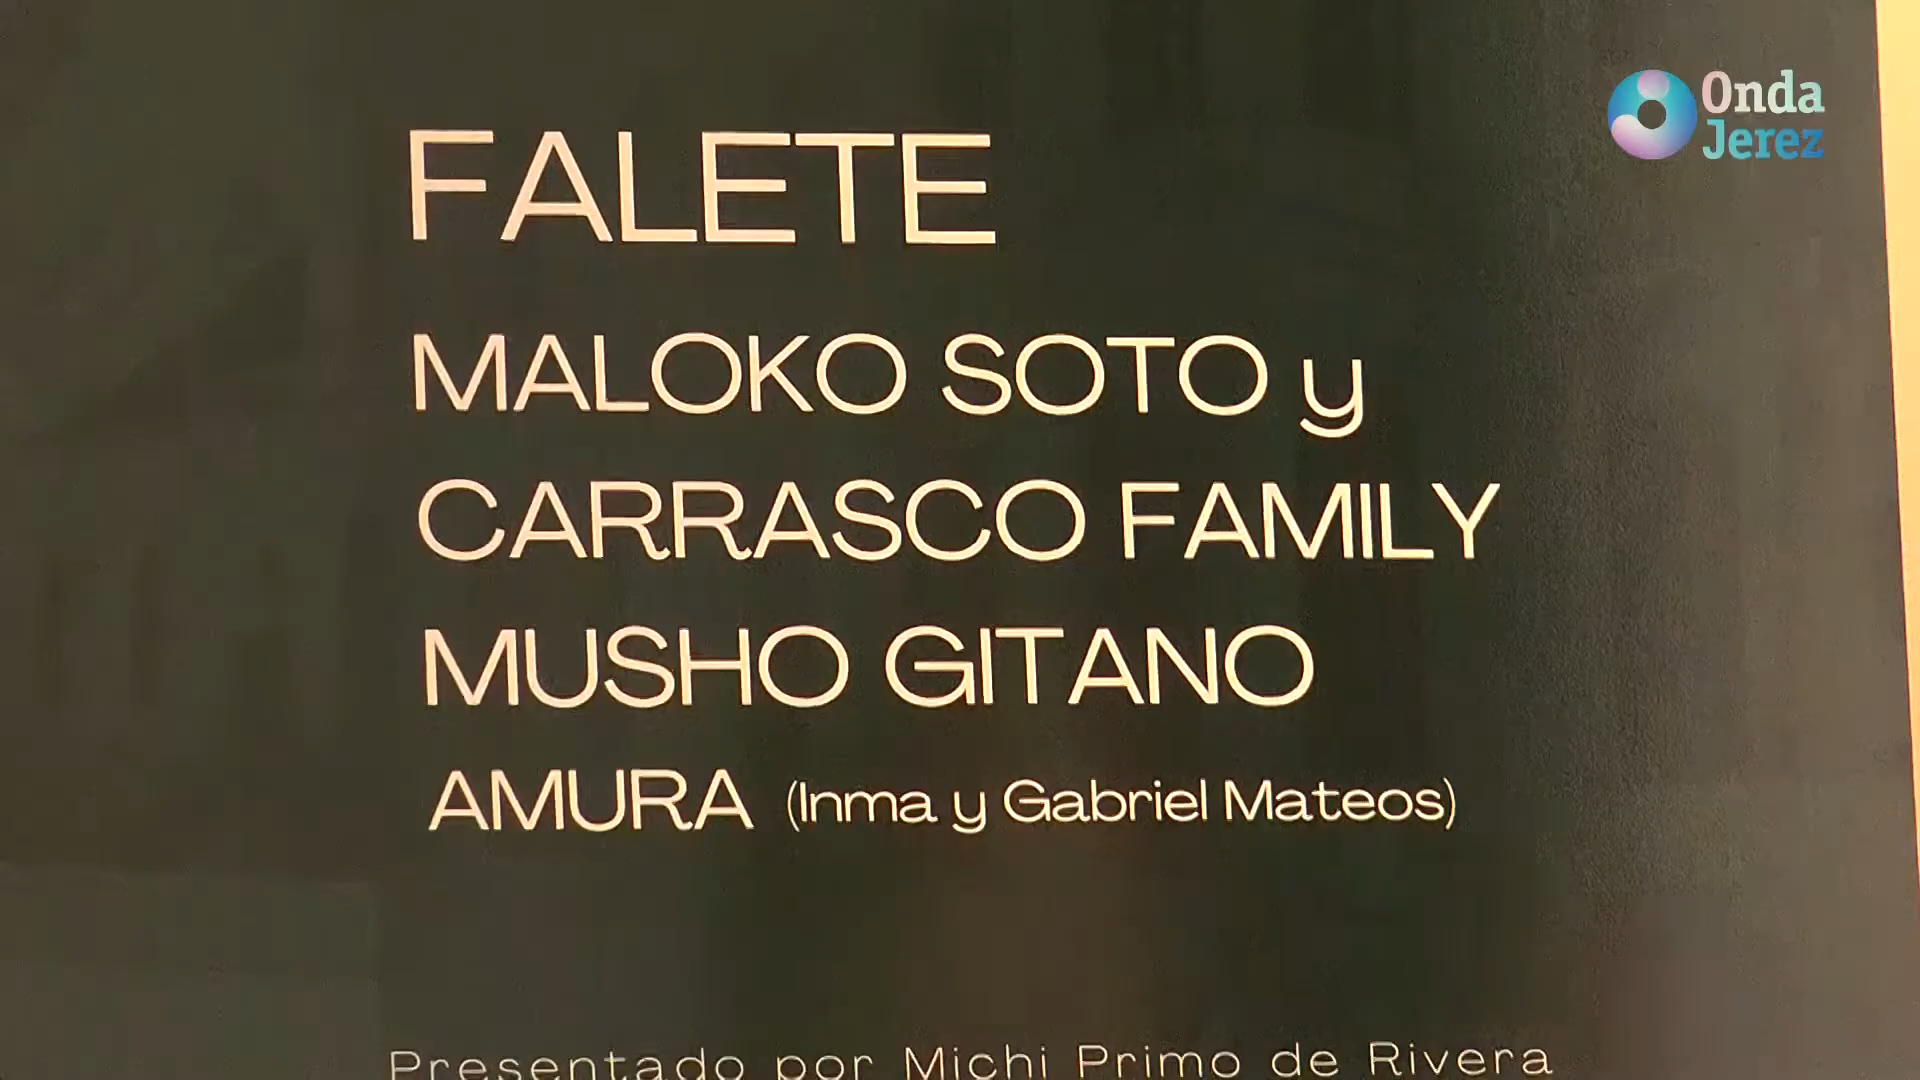 Onda
Jerez
FALETE
MALOKO SOTO y
CARRASCO FAMILY
MUSHO GITANO
AMURA (Inma y Gabriel Mateos)
Presentado por Michi Primo de Rivera